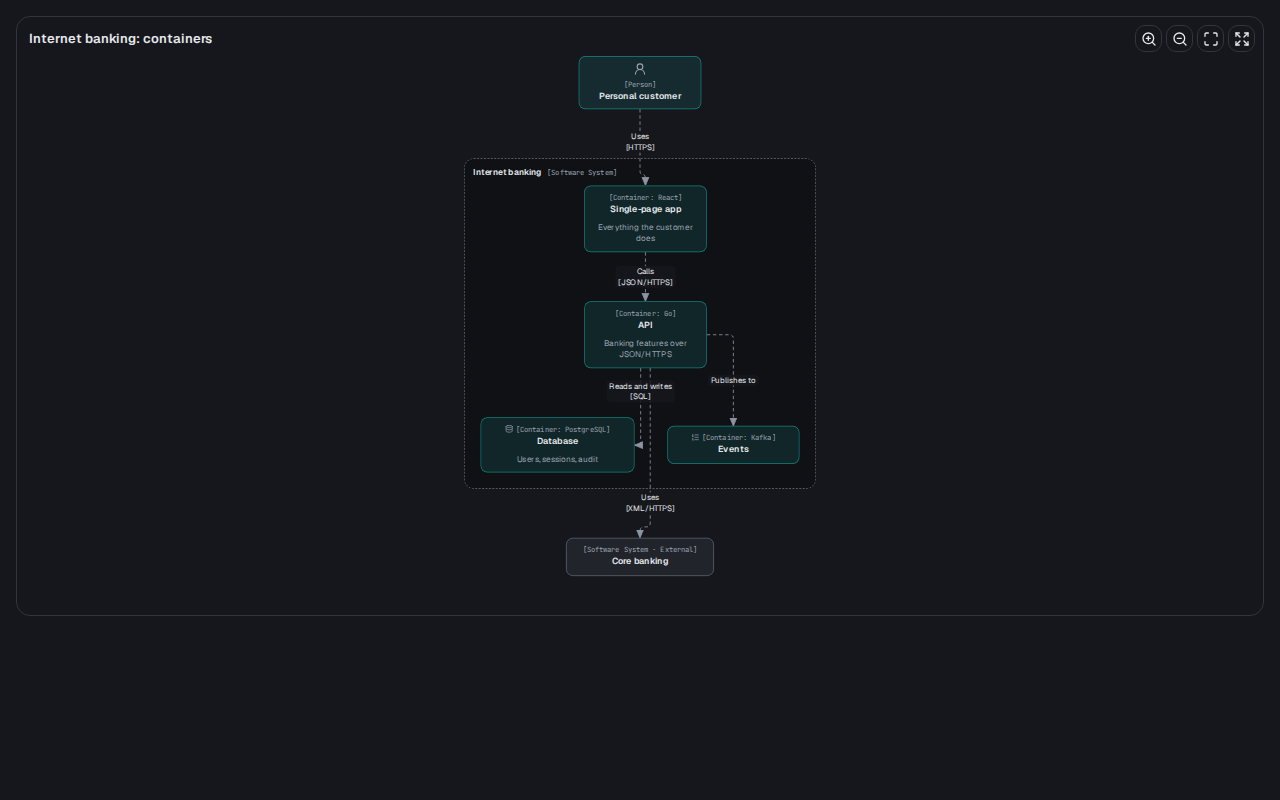 Internet banking: containers
[Person]
Personal customer
Uses
[HTTPS]
Internet banking [Software System]
[Container: React]
Single-page app
Everything the customer
does
Calls
[JSON/HTTPS]
[Container: Go]
API
Banking features over
JSON/HTTPS
Publishes to
Reads and writes
[SQL]
[Container: PostgreSQL]
Database
Users, sessions, audit
[Container: Kafka]
Events
Uses
[XML/HTTPS]
[Software System · External]
Core banking